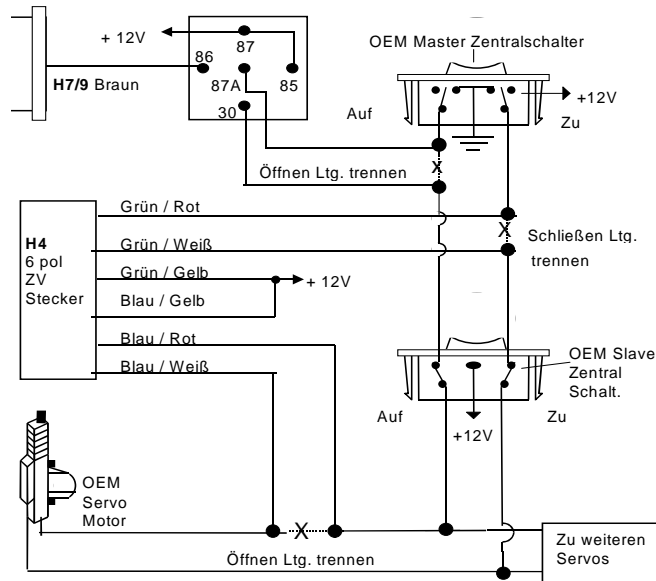 OEM Master Zentralschalter
+ 12V
87
86
H7/9 Braun
87A
85
30
+12V
Auf
Zu
Öffnen Ltg. trennen
X
Grün / Rot
X
Schließen Ltg.
trennen
H4
6 pol
ZV
Stecker
Grün / Weiß
Grün / Gelb
+ 12V
Blau / Gelb
Blau / Rot
Blau / Weiß
OEM Slave
Zentral
Schalt.
Auf
Zu
+12V
OEM
Servo
Motor
X
Öffnen Ltg. trennen
Zu weiteren
Servos